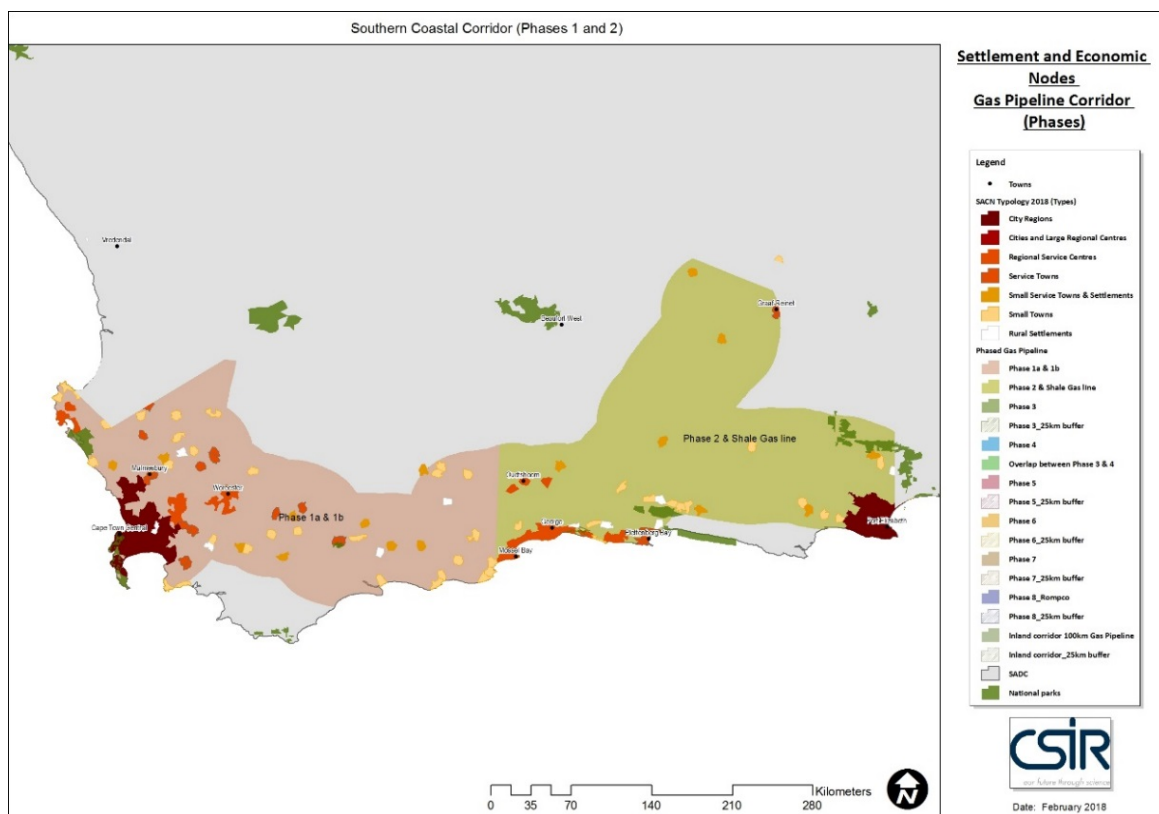 Southern Coastal Corridor (Phases 1 and 2)
Settlement and Economic
Nodes
Gas Pipeline Corridor
(Phases)
Legend
Towns
SACN Typology 2018 (Types)
City Regions
Cities and Large Regional Centres
Regional Service Centres
Service Towns
Small Service Towns & Settlements
Small Towns
Rural Settlements
Phased Gas Pipeline
Phase 1a & 1b
Phase 2 & Shale Gas line
Phase 3
Phase 3_25km buffer
Phase 4
Overlap between Phase 3 & 4
Phase 5
Phase 5_25km buffer
Phase 6
Phase 6_25km buffer
Phase 7
Phase 7_25km buffer
Phase 8_Rompco
Phase 8_25km buffer
Inland corridor 100km Gas Pipeline
Inland corridor_25km buffer
SADC
National parks
CSIR
our future through science
Date: February 2018
Vredendal
Beaufort West
Graaf Reinet
Phase 2 & Shale Gas line
Malmesbury
Worcester
Oudtshoorn
Phase 1a & 1b
Cape Town Central
George
Plettenberg Bay
Port Elizabeth
Mossel Bay
Kilometers
0 35 70 140 210 280
N